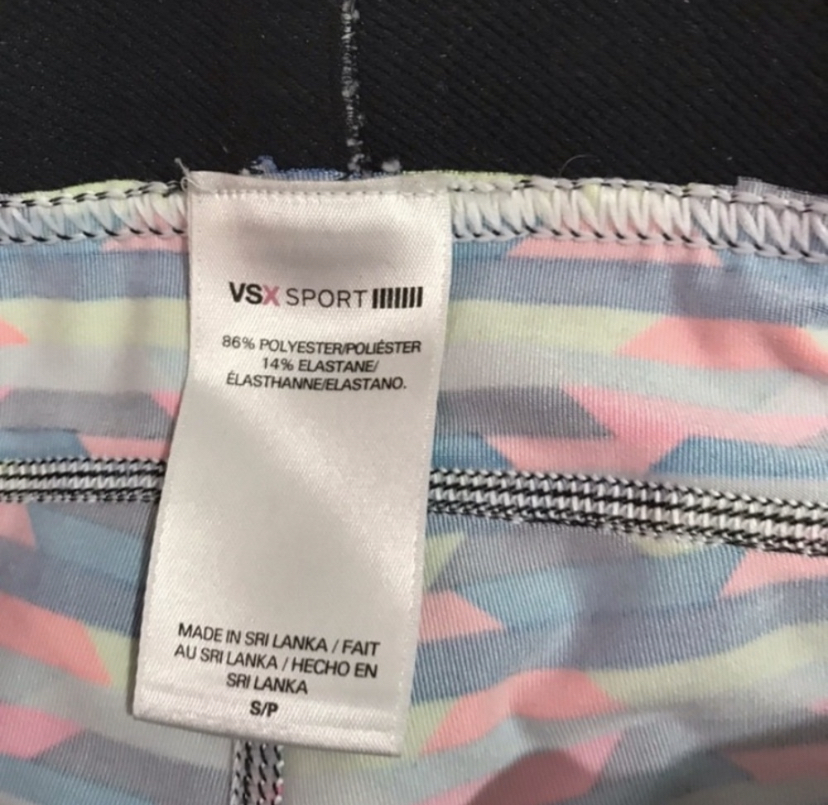 VSX SPORT
86% POLYESTER/POLIÉSTER
14% ELASTANE/
ÉLASTHANNE/ELASTANO.
MADE IN SRI LANKA / FAIT
AU SRI LANKA / HECHO EN
SRI LANKA
S/P